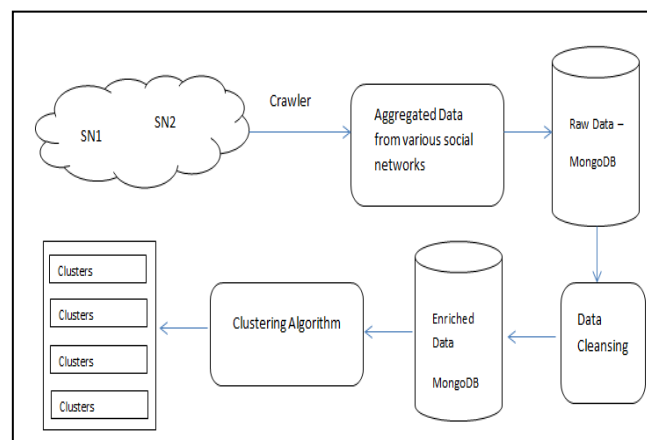 SN1
SN2
Crawler
Aggregated Data
from various social
networks
Raw Data –
MongoDB
Data
Cleansing
Enriched
Data
MongoDB
Clustering Algorithm
Clusters
Clusters
Clusters
Clusters